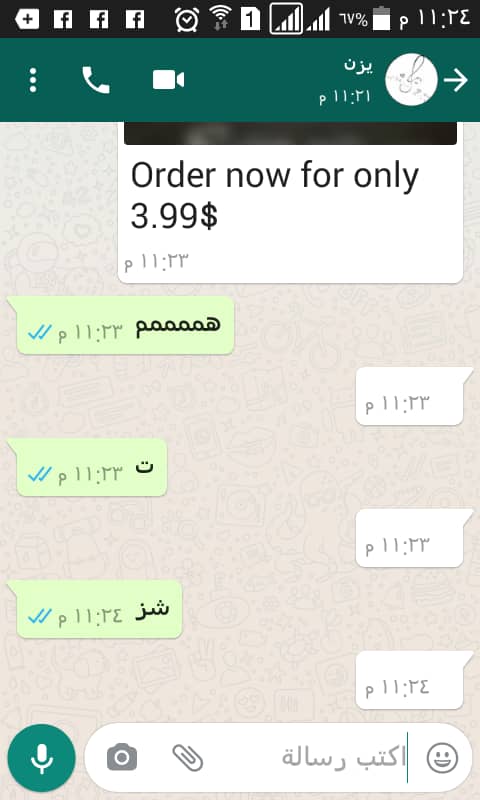 ١١:٢٤ م ٦٧% 1
يزن
١١:٢١ م
Order now for only
3.99$
١١:٢٣ م
هممممم ١١:٢٣ م
١١:٢٣ م
ت ١١:٢٣ م
١١:٢٣ م
شز ١١:٢٤ م
١١:٢٤ م
اكتب رسالة